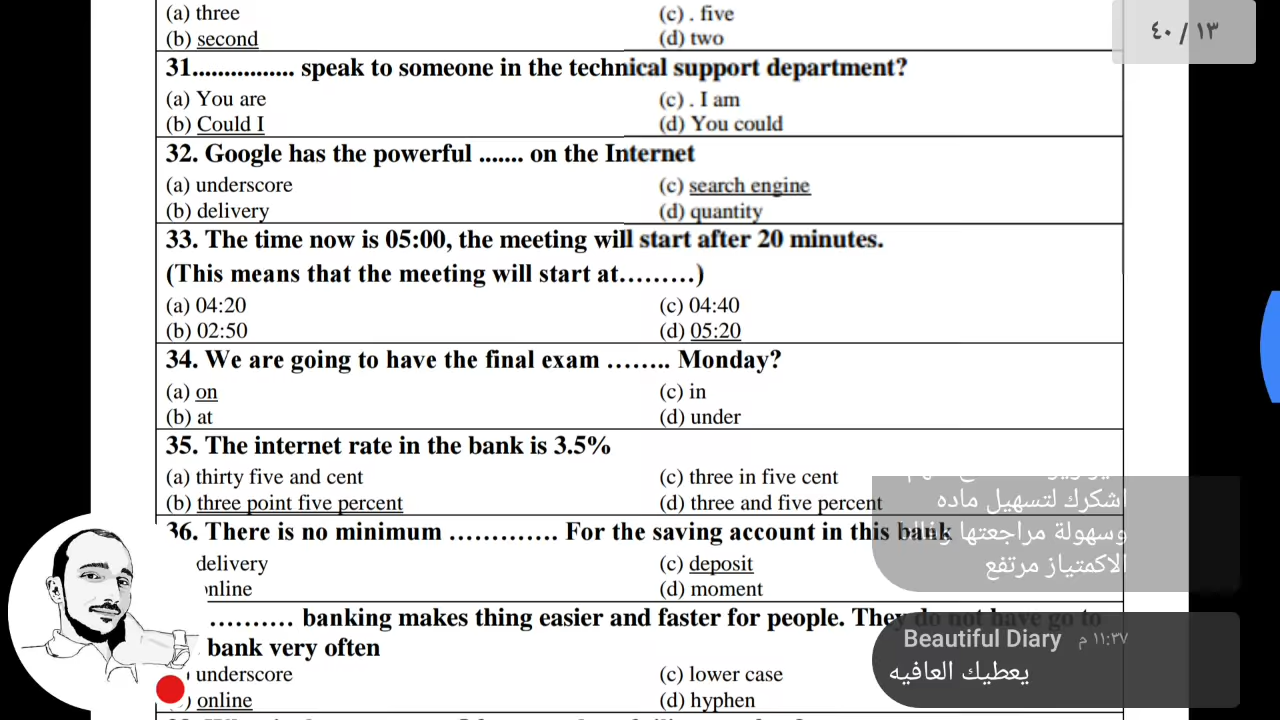 (a) three
(c) . five
(b) second
(d) two
١٣ / ٤٠
31................ speak to someone in the technical support department?
(a) You are
(c) . I am
(b) Could I
(d) You could
32. Google has the powerful ....... on the Internet
(a) underscore
(c) search engine
(b) delivery
(d) quantity
33. The time now is 05:00, the meeting will start after 20 minutes.
(This means that the meeting will start at………)
(a) 04:20
(c) 04:40
(b) 02:50
(d) 05:20
34. We are going to have the final exam …….. Monday?
(a) on
(c) in
(b) at
(d) under
35. The internet rate in the bank is 3.5%
(a) thirty five and cent
(c) three in five cent
(b) three point five percent
(d) three and five percent
36. There is no minimum …………. For the saving account in this bank
delivery
(c) deposit
online
(d) moment
………. banking makes thing easier and faster for people. They do not have go to
bank very often
underscore
(c) lower case
online
(d) hyphen
اشكرك لتسهيل ماده
وسهولة مراجعتها
الاكمتياز مرتفع
Beautiful Diary ١١:٣٧ م
يعطيك العافيه